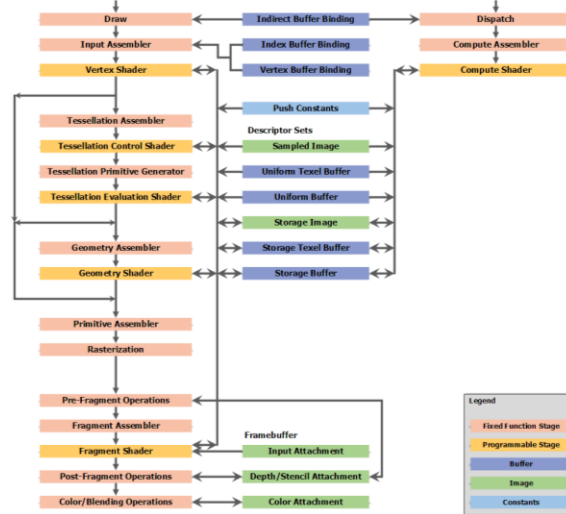 Draw
Indirect Buffer Binding
Dispatch
Input Assembler
Index Buffer Binding
Compute Assembler
Vertex Shader
Vertex Buffer Binding
Compute Shader
Push Constants
Tessellation Assembler
Descriptor Sets
Tessellation Control Shader
Sampled Image
Tessellation Primitive Generator
Uniform Texel Buffer
Tessellation Evaluation Shader
Uniform Buffer
Storage Image
Geometry Assembler
Storage Texel Buffer
Geometry Shader
Storage Buffer
Primitive Assembler
Rasterization
Pre-Fragment Operations
Fragment Assembler
Framebuffer
Fragment Shader
Input Attachment
Post-Fragment Operations
Depth/Stencil Attachment
Color/Blending Operations
Color Attachment
Legend
Fixed Function Stage
Programmable Stage
Buffer
Image
Constants